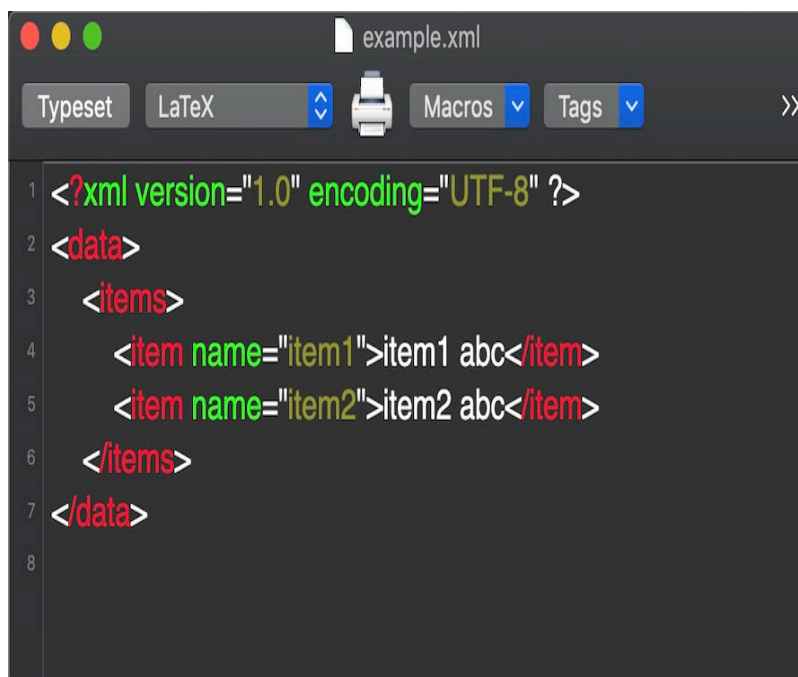 example.xml
Typeset LaTeX Macros Tags »
1 <?xml version="1.0" encoding="UTF-8" ?>
2 <data>
3 <items>
4 <item name="item1">item1 abc</item>
5 <item name="item2">item2 abc</item>
6 </items>
7 </data>
8